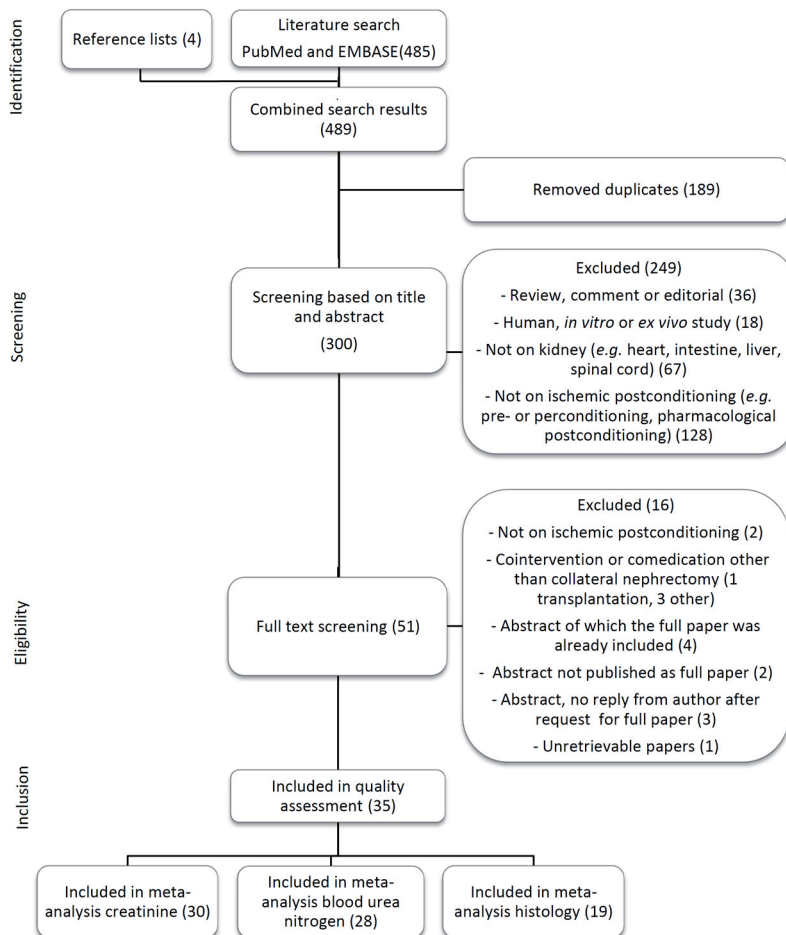 Identification
Reference lists (4)
Literature search
PubMed and EMBASE(485)
Combined search results
(489)
Removed duplicates (189)
Screening
Screening based on title
and abstract
(300)
Excluded (249)
- Review, comment or editorial (36)
- Human, in vitro or ex vivo study (18)
- Not on kidney (e.g. heart, intestine, liver,
spinal cord) (67)
- Not on ischemic postconditioning (e.g.
pre- or perconditioning, pharmacological
postconditioning) (128)
Eligibility
Full text screening (51)
Excluded (16)
- Not on ischemic postconditioning (2)
- Cointervention or comedication other
than collateral nephrectomy (1
transplantation, 3 other)
- Abstract of which the full paper was
already included (4)
- Abstract not published as full paper (2)
- Abstract, no reply from author after
request for full paper (3)
- Unretrievable papers (1)
Inclusion
Included in quality
assessment (35)
Included in meta-
analysis creatinine (30)
Included in meta-
analysis blood urea
nitrogen (28)
Included in meta-
analysis histology (19)